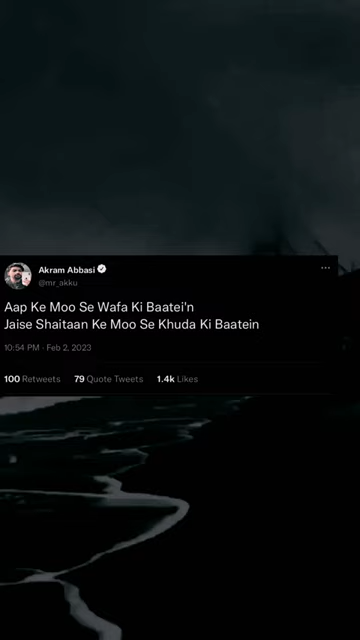 Akram Abbasi
@mr_akku
Aap Ke Moo Se Wafa Ki Baatei'n
Jaise Shaitaan Ke Moo Se Khuda Ki Baatein
10:54 PM · Feb 2, 2023
100 Retweets 79 Quote Tweets 1.4k Likes